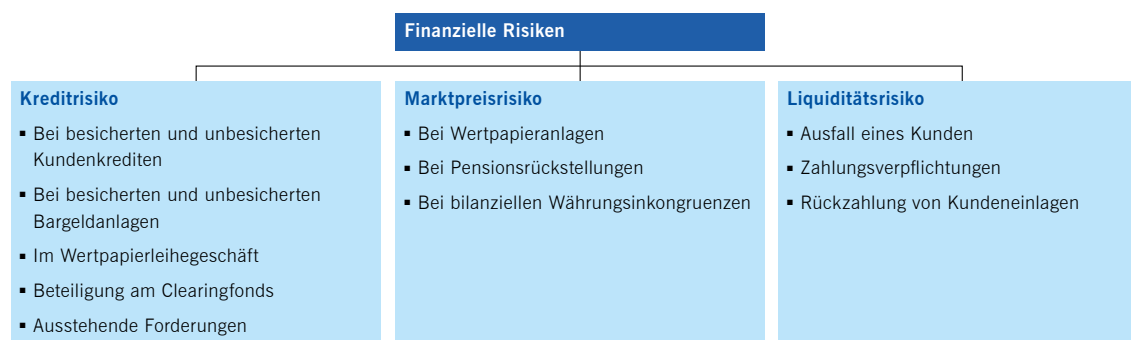 Finanzielle Risiken
Kreditrisiko
▪ Bei besicherten und unbesicherten
Kundenkrediten
▪ Bei besicherten und unbesicherten
Bargeldanlagen
▪ Im Wertpapierleihegeschäft
▪ Beteiligung am Clearingfonds
▪ Ausstehende Forderungen
Marktpreisrisiko
▪ Bei Wertpapieranlagen
▪ Bei Pensionsrückstellungen
▪ Bei bilanziellen Währungsinkongruenzen
Liquiditätsrisiko
▪ Ausfall eines Kunden
▪ Zahlungsverpflichtungen
▪ Rückzahlung von Kundeneinlagen